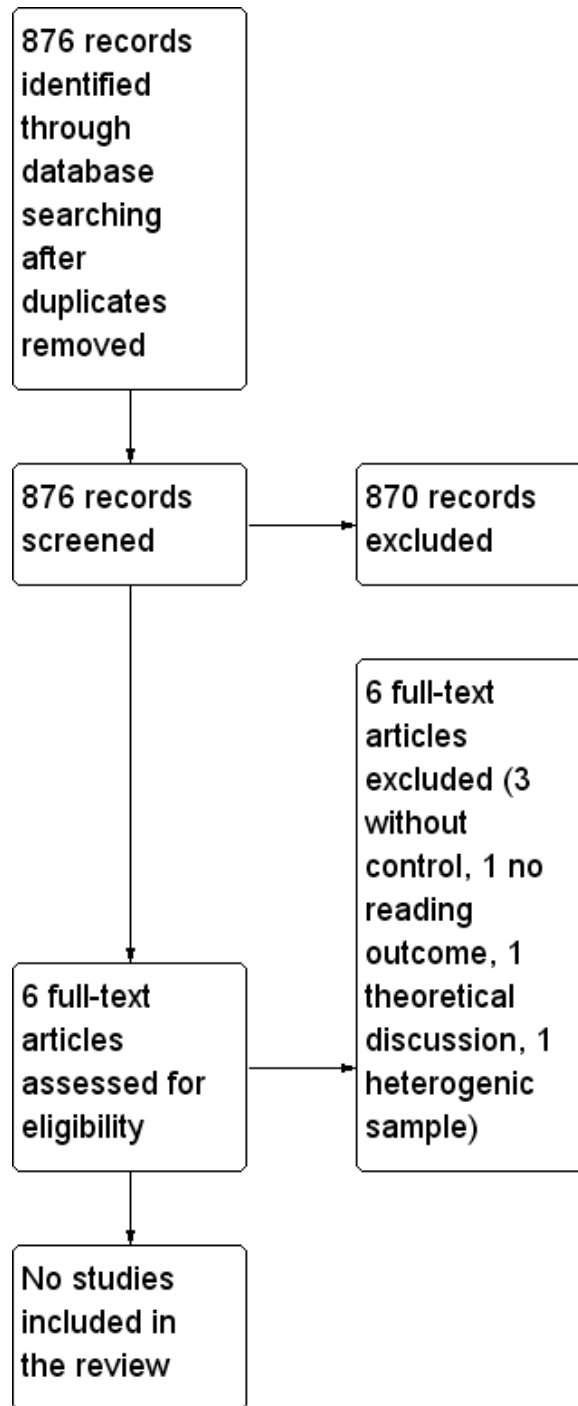 876 records
identified
through
database
searching
after
duplicates
removed
876 records
screened
870 records
excluded
6 full-text
articles
assessed for
eligibility
6 full-text
articles
excluded (3
without
control, 1 no
reading
outcome, 1
theoretical
discussion, 1
heterogenic
sample)
No studies
included in
the review